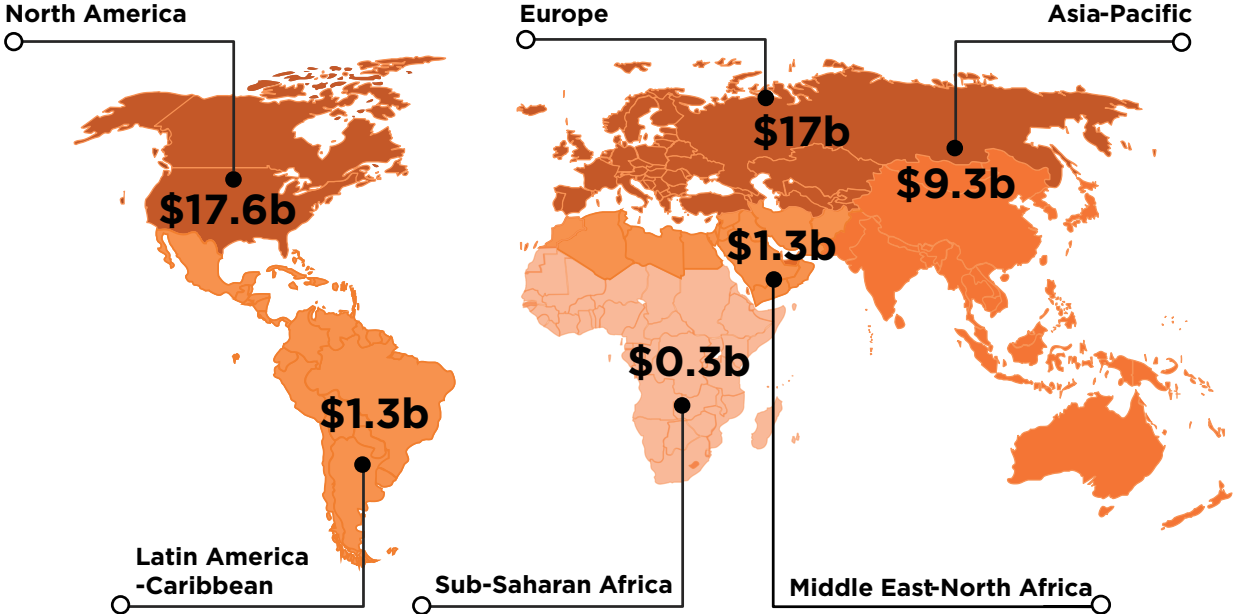 North America
Europe
Asia-Pacific
$17b
$9.3b
$17.6b
$1.3b
$0.3b
$1.3b
Latin America
-Caribbean
Sub-Saharan Africa
Middle East-North Africa